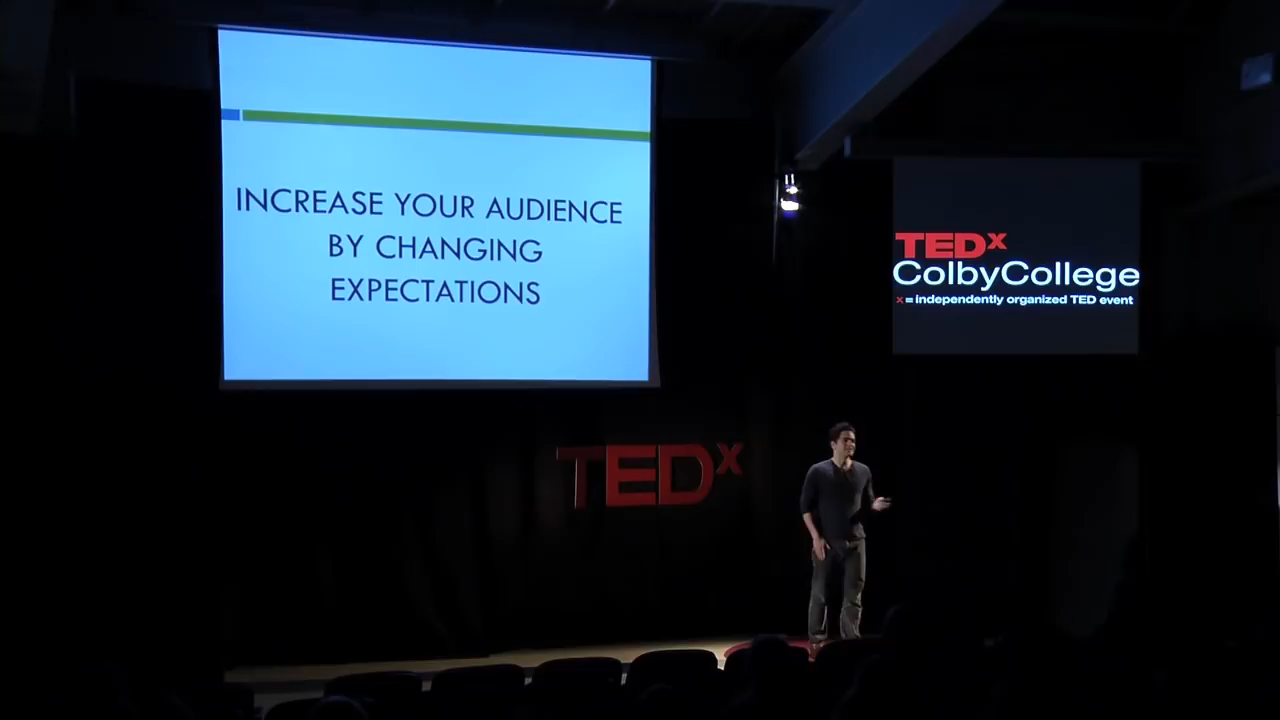 INCREASE YOUR AUDIENCE
BY CHANGING
EXPECTATIONS
TEDx
ColbyCollege
x = independently organized TED event
TEDx